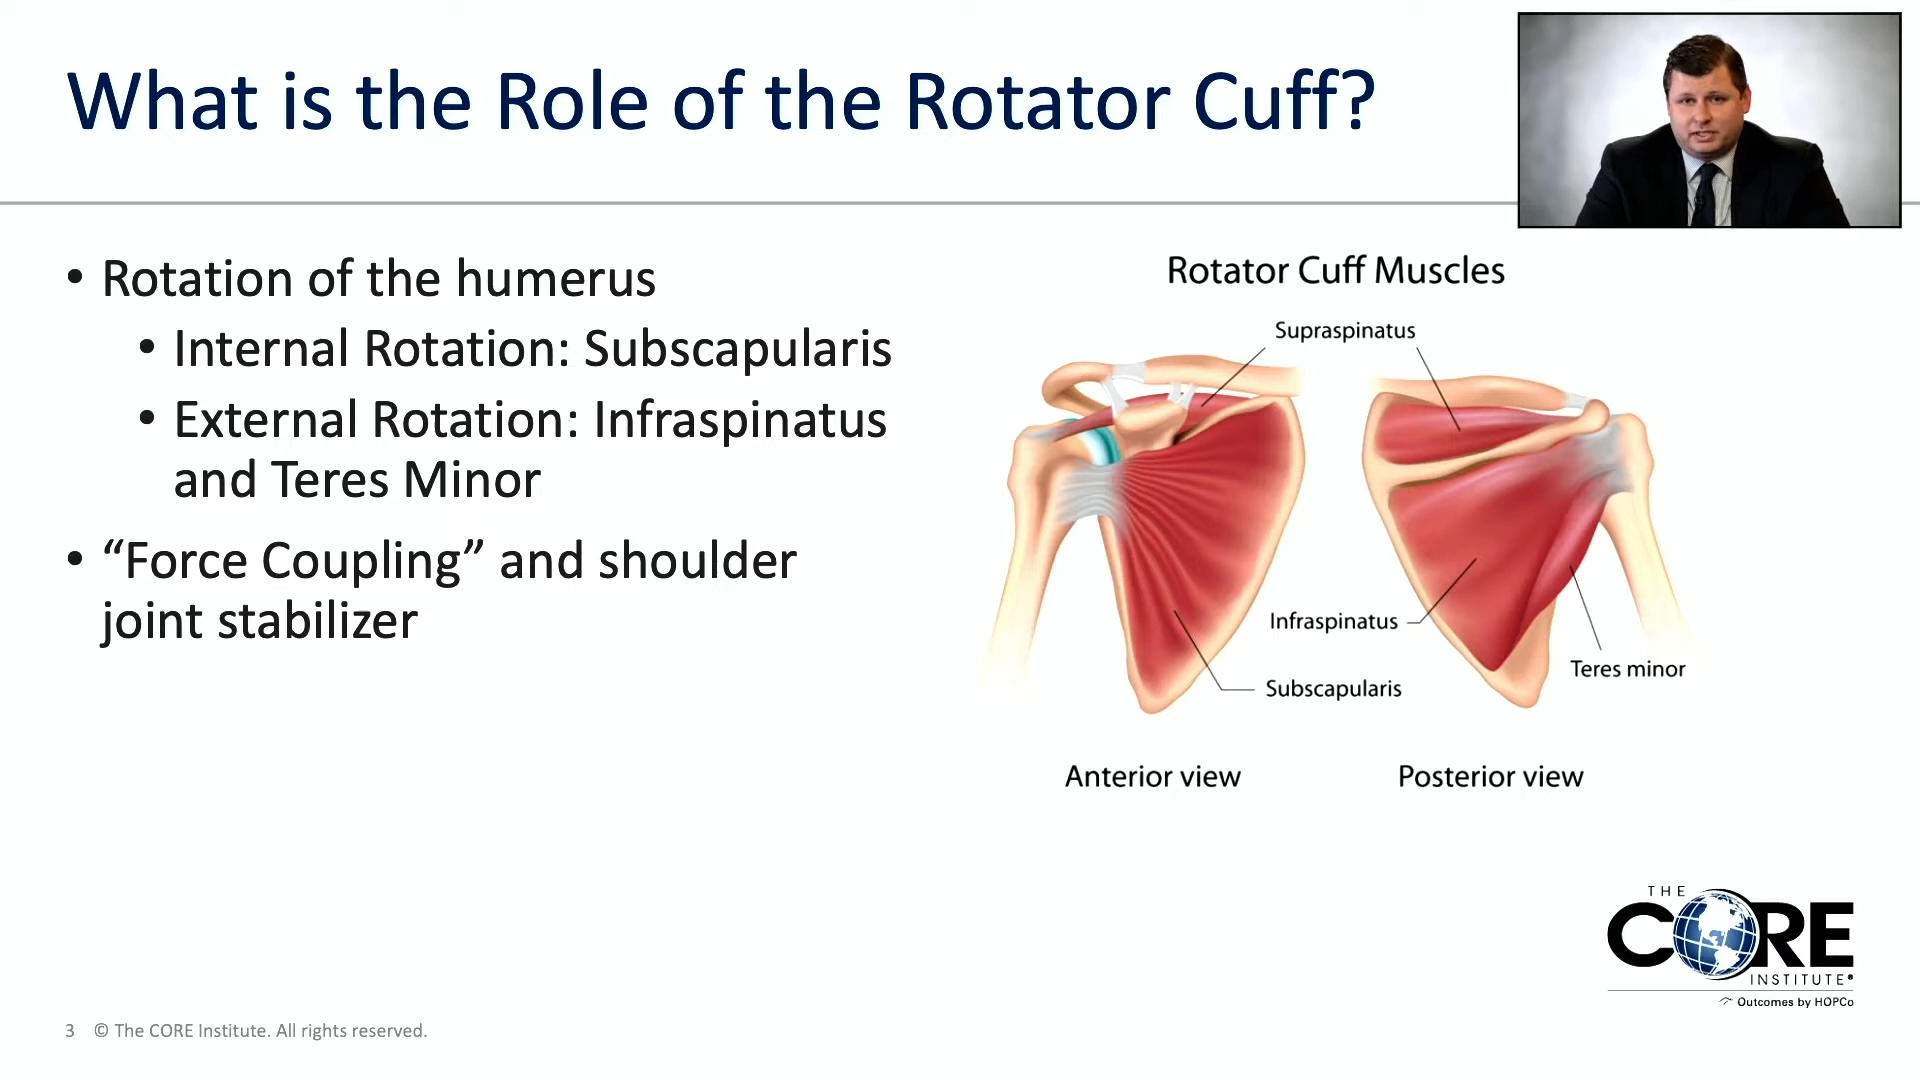 What is the Role of the Rotator Cuff?
• Rotation of the humerus
• Internal Rotation: Subscapularis
• External Rotation: Infraspinatus
and Teres Minor
• “Force Coupling” and shoulder
joint stabilizer
Rotator Cuff Muscles
Supraspinatus
Infraspinatus
Teres minor
Subscapularis
Anterior view
Posterior view
THE
CORE
INSTITUTE®
Outcomes by HOPCo
3 © The CORE Institute. All rights reserved.